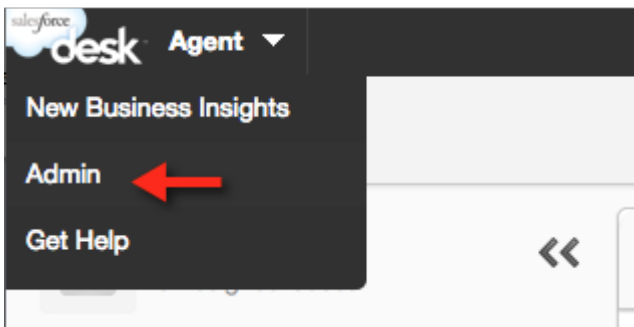 salesforce
desk Agent
New Business Insights
Admin
Get Help